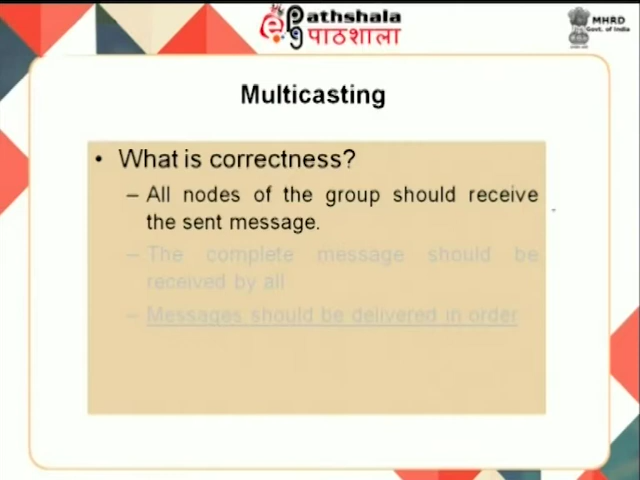 Pathshala
पाठशाला
MHRD
Govt. of India
Multicasting
• What is correctness?
– All nodes of the group should receive
the sent message.
– The complete message should be
received by all
– Messages should be delivered in order